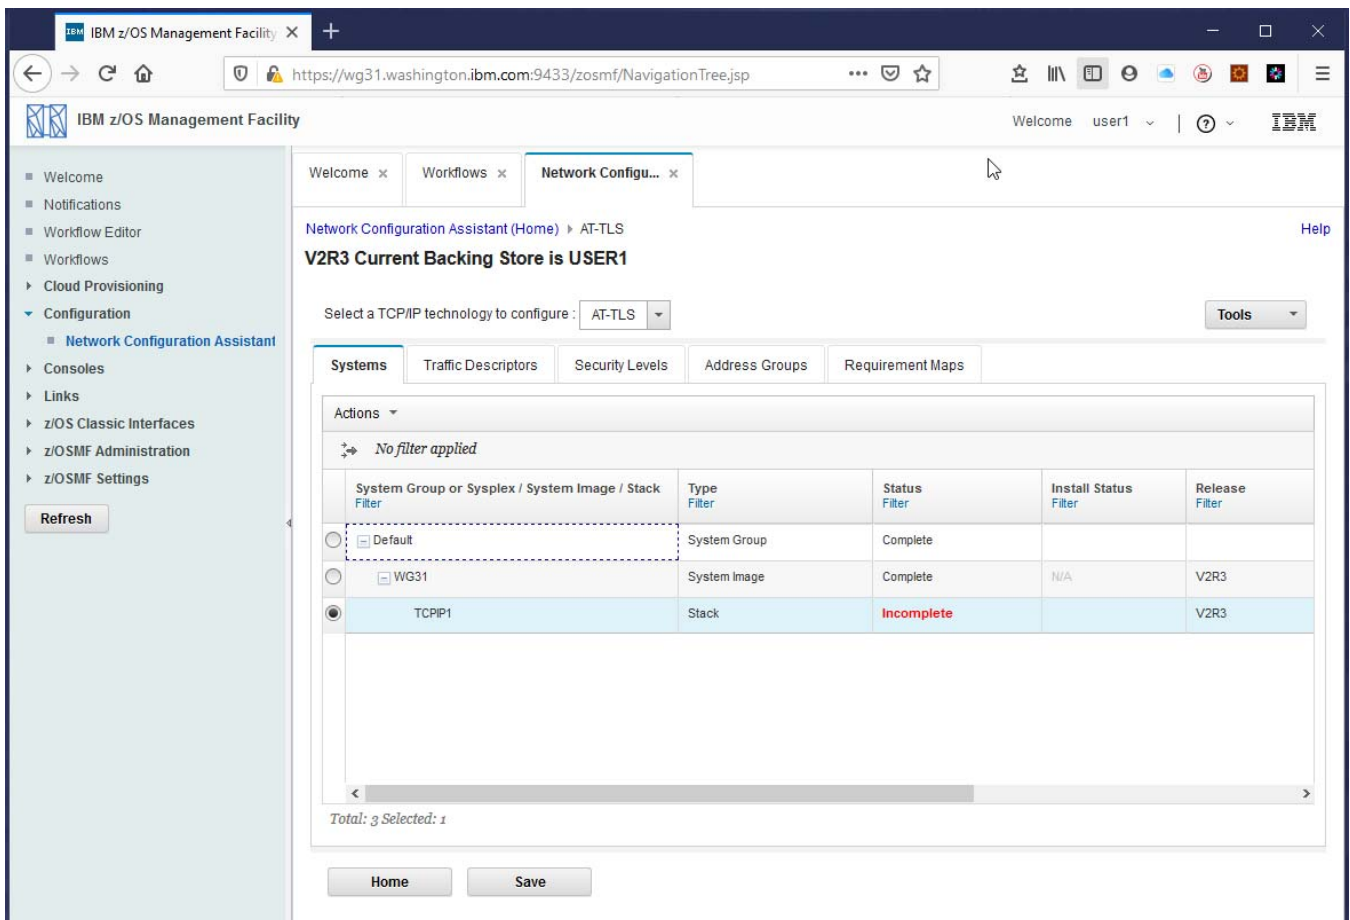 IBM IBM z/OS Management Facility
https://wg31.washington.ibm.com:9433/zosmf/NavigationTree.jsp
IBM z/OS Management Facility
Welcome user1
IBM
Welcome
Notifications
Workflow Editor
Workflows
Cloud Provisioning
Configuration
Network Configuration Assistant
Consoles
Links
z/OS Classic Interfaces
z/OSMF Administration
z/OSMF Settings
Refresh
Welcome Workflows Network Configu...
Network Configuration Assistant (Home) AT-TLS Help
V2R3 Current Backing Store is USER1
Select a TCP/IP technology to configure : AT-TLS Tools
Systems Traffic Descriptors Security Levels Address Groups Requirement Maps
Actions
No filter applied
System Group or Sysplex / System Image / Stack Type Status Install Status Release
Filter Filter Filter Filter Filter
Default System Group Complete
WG31 System Image Complete N/A V2R3
TCPIP1 Stack Incomplete V2R3
Total: 3 Selected: 1
Home Save